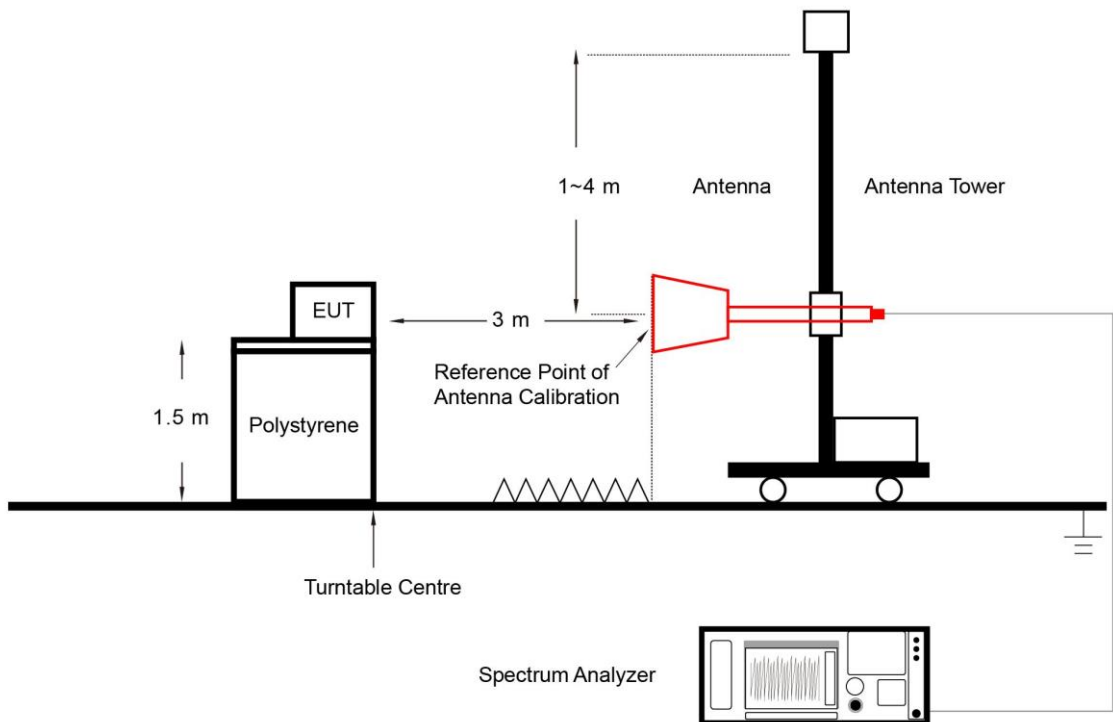 1~4 m
Antenna
Antenna Tower
EUT
3 m
Reference Point of
Antenna Calibration
1.5 m
Polystyrene
Turntable Centre
Spectrum Analyzer